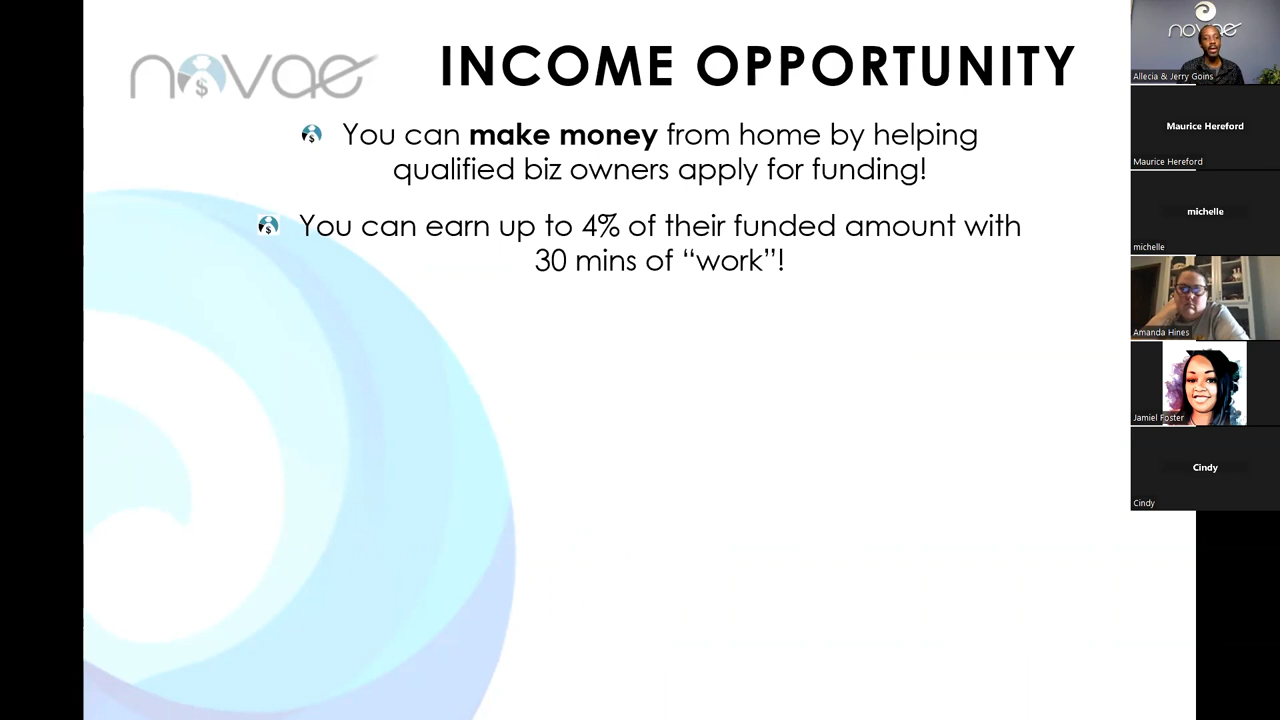 novae
$
INCOME OPPORTUNITY
$ You can make money from home by helping
qualified biz owners apply for funding!
$ You can earn up to 4% of their funded amount with
30 mins of “work”!
novae
Allecia & Jerry Goins
Maurice Hereford
Maurice Hereford
michelle
michelle
Amanda Hines
Jamiel Foster
Cindy
Cindy